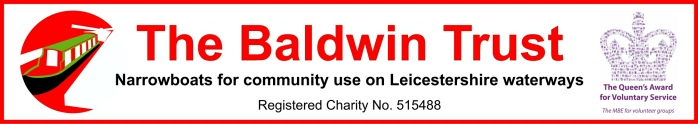 The Baldwin Trust
Narrowboats for community use on Leicestershire waterways
Registered Charity No. 515488
The Queen's Award
for Voluntary Service
The MBE for volunteer groups